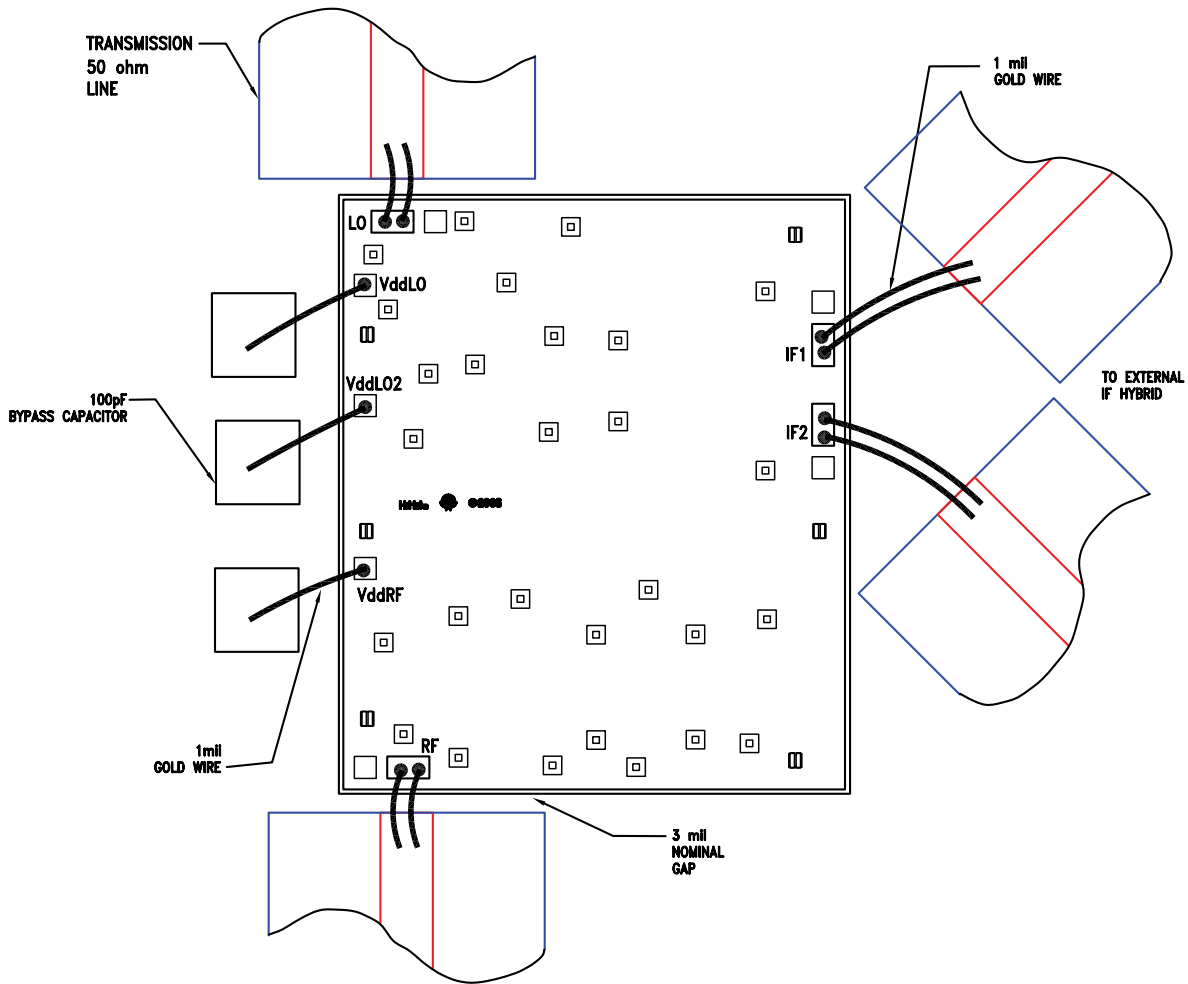 TRANSMISSION
50 ohm
LINE
1 mil
GOLD WIRE
LO
VddLO
IF1
VddLO2
TO EXTERNAL
IF HYBRID
100pF
BYPASS CAPACITOR
IF2
VddRF
RF
1mil
GOLD WIRE
3 mil
NOMINAL
GAP